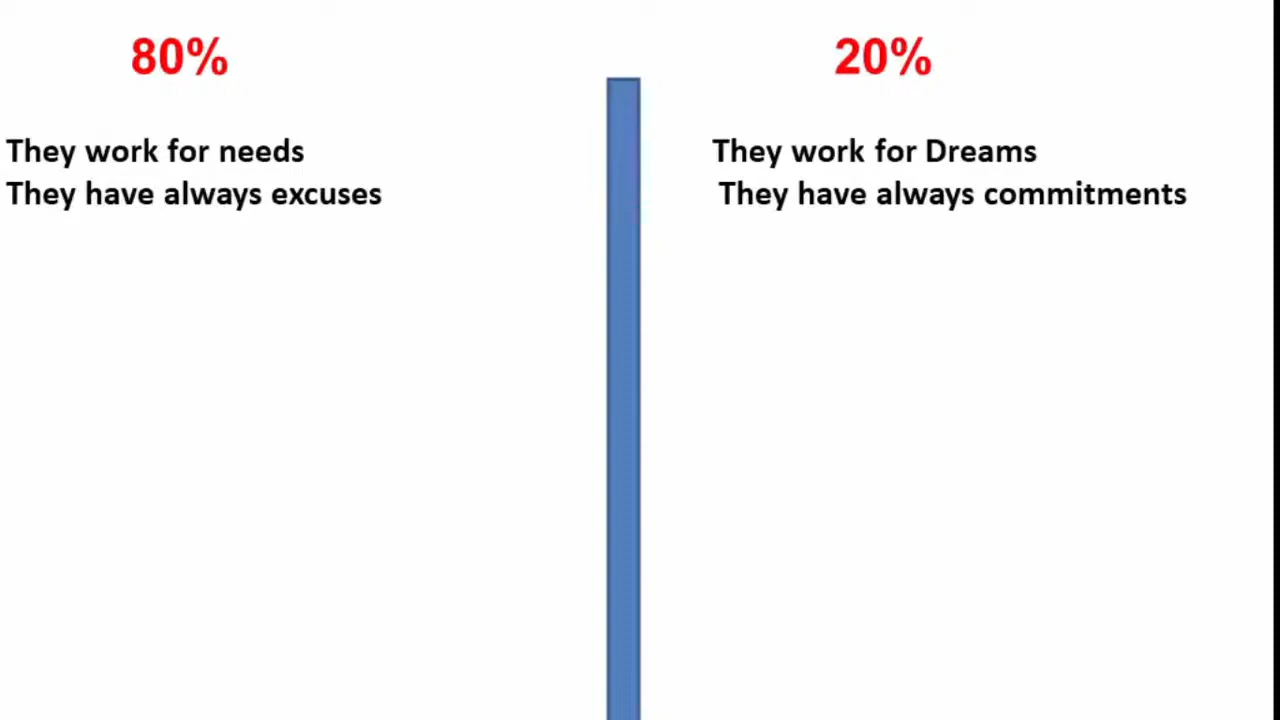 80%
They work for needs
They have always excuses
20%
They work for Dreams
They have always commitments